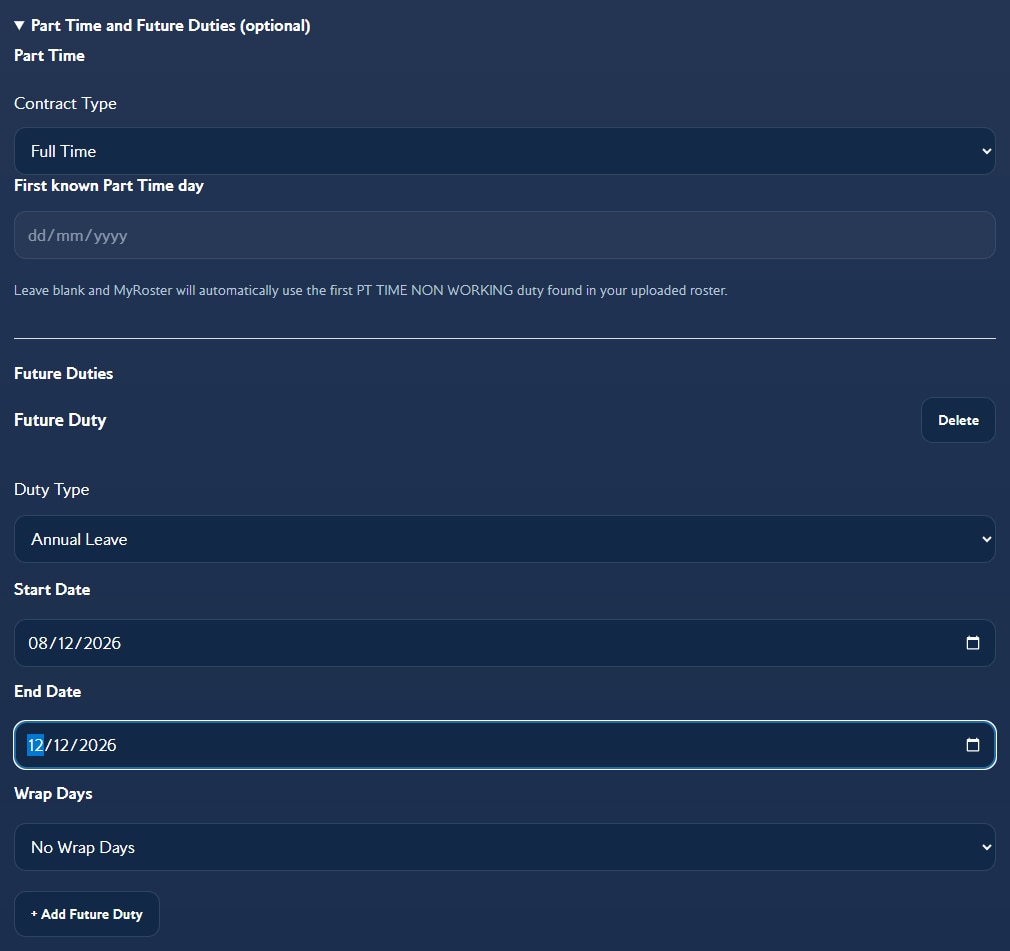 ▼ Part Time and Future Duties (optional)
Part Time
Contract Type
Full Time
First known Part Time day
dd/mm/yyyy
Leave blank and MyRoster will automatically use the first PT TIME NON WORKING duty found in your uploaded roster.
Future Duties
Future Duty
Delete
Duty Type
Annual Leave
Start Date
08/12/2026
End Date
12/12/2026
Wrap Days
No Wrap Days
+ Add Future Duty